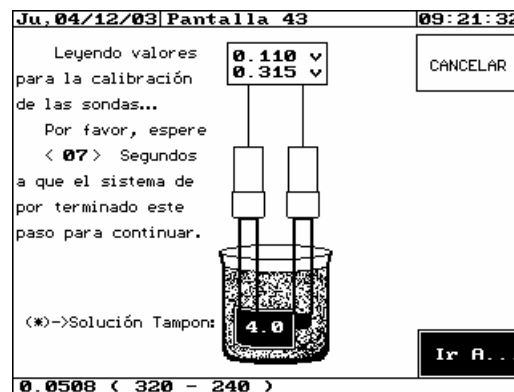 Ju,04/12/03 Pantalla 43 09:21:32
Leyendo valores
para la calibración
de las sondas...
Por favor, espere
< 07 > Segundos
a que el sistema de
por terminado este
paso para continuar.
0.110 v
0.315 v
CANCELAR
(*)->Solución Tampon:
4.0
Ir A...
0.0508 ( 320 - 240 )